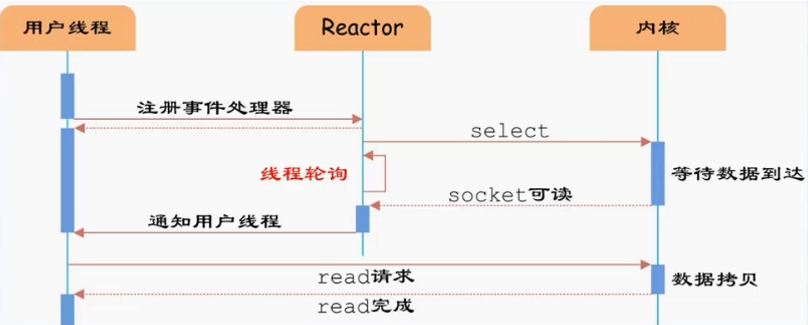 用户线程
Reactor
内核
注册事件处理器
select
线程轮询
等待数据到达
socket可读
通知用户线程
read请求
数据拷贝
read完成